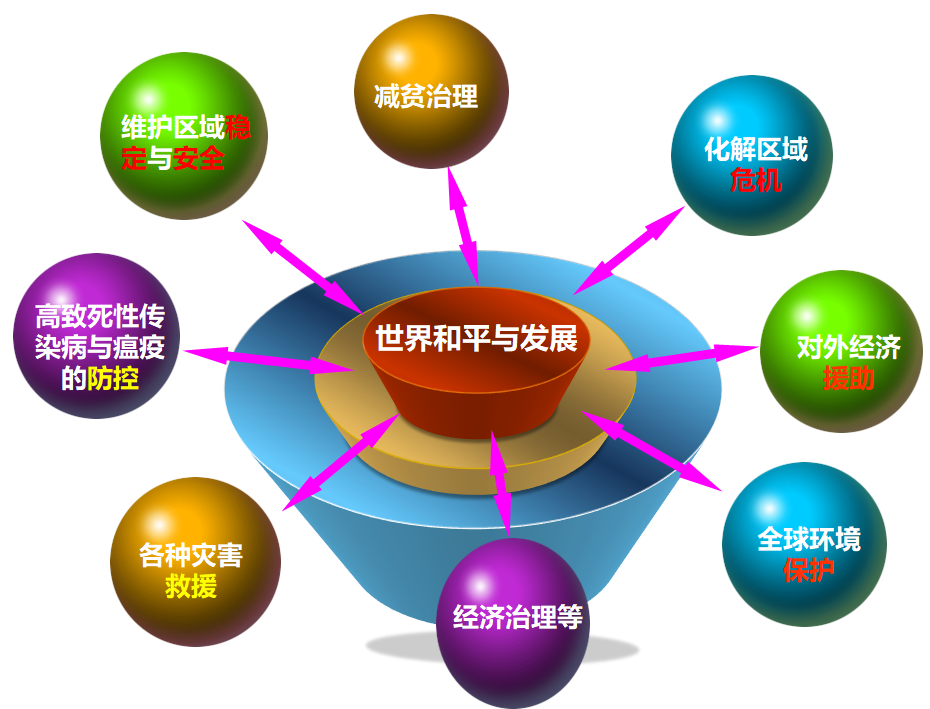 减贫治理
维护区域稳
定与安全
化解区域
危机
高致死性传
染病与瘟疫
的防控
世界和平与发展
对外经济
援助
各种灾害
救援
全球环境
保护
经济治理等